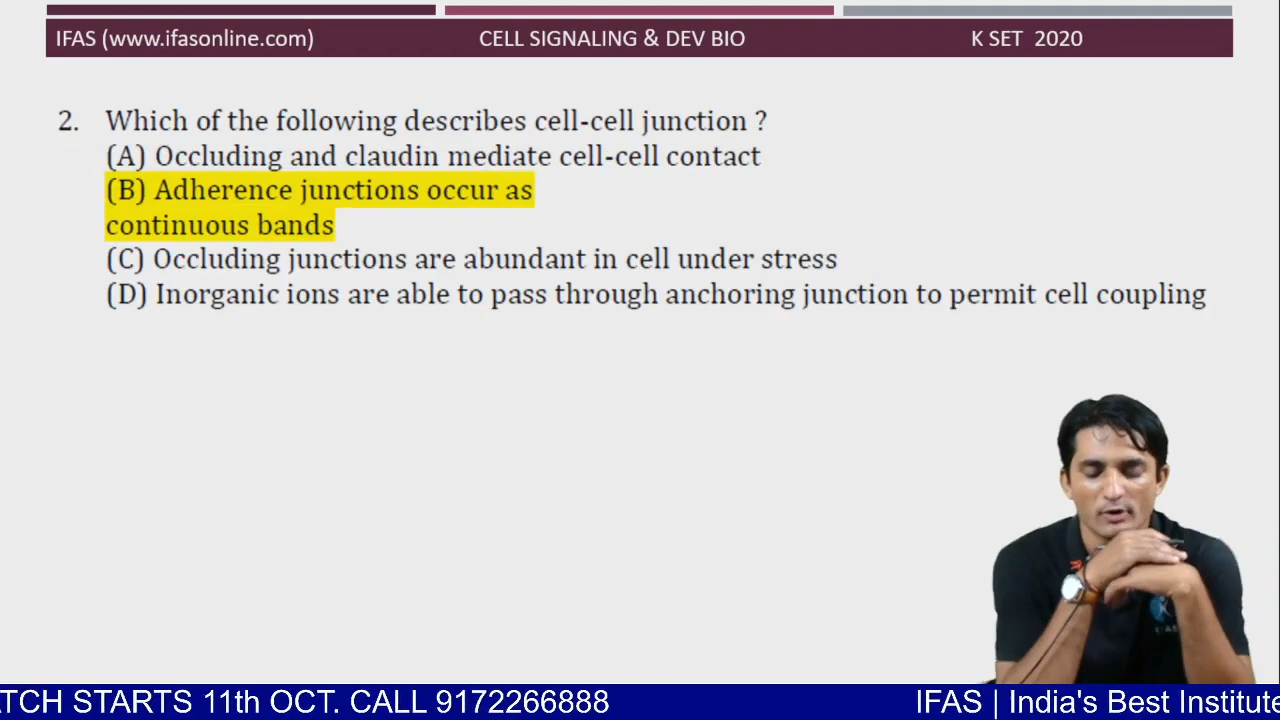 IFAS (www.ifasonline.com) CELL SIGNALING & DEV BIO K SET 2020
2. Which of the following describes cell-cell junction ?
(A) Occluding and claudin mediate cell-cell contact
(B) Adherence junctions occur as
continuous bands
(C) Occluding junctions are abundant in cell under stress
(D) Inorganic ions are able to pass through anchoring junction to permit cell coupling
ATCH STARTS 11th OCT. CALL 9172266888 IFAS | India's Best Institute